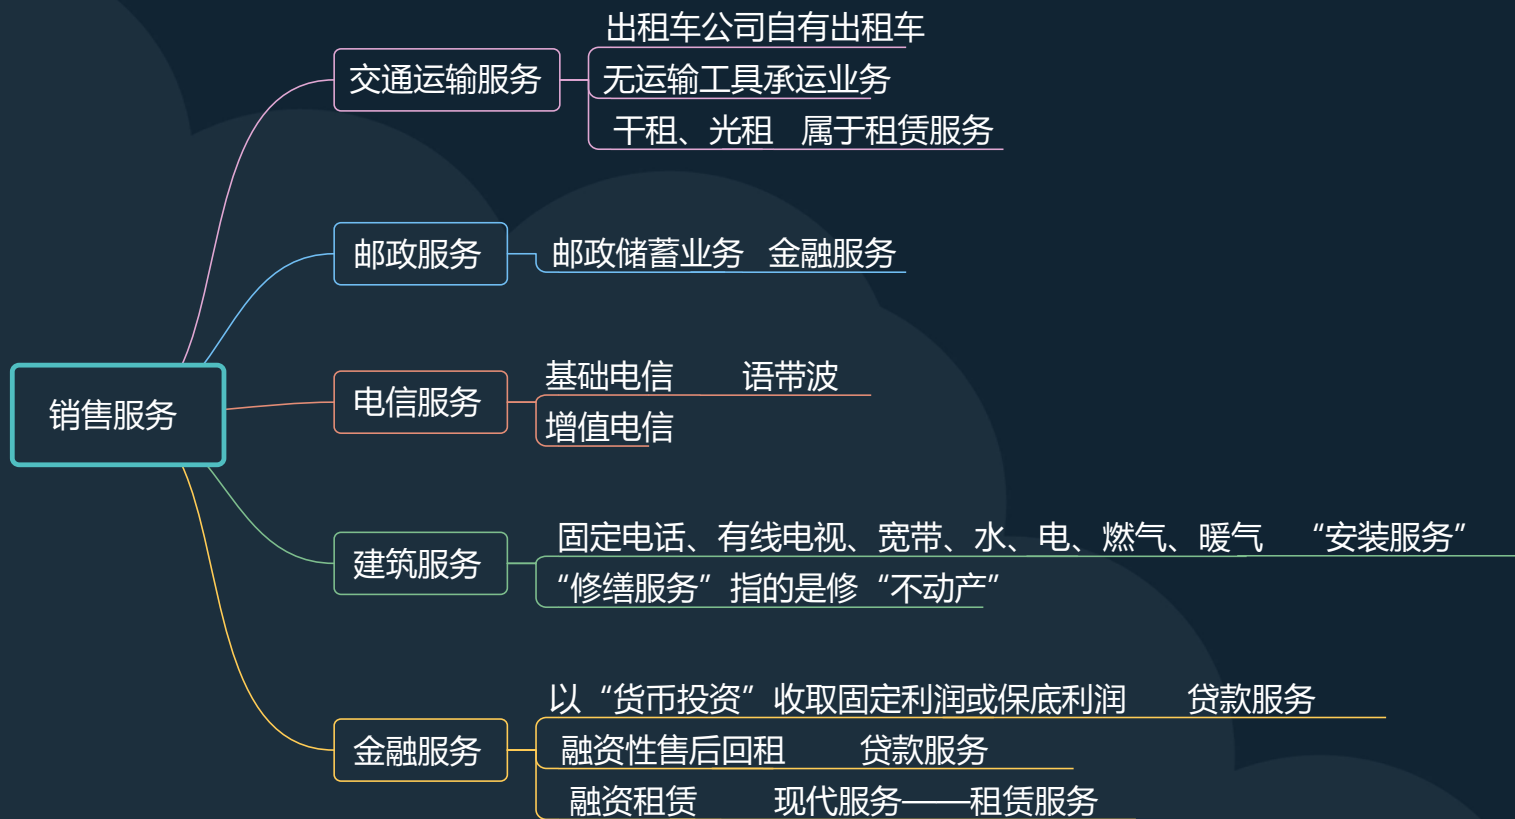 出租车公司自有出租车
交通运输服务
无运输工具承运业务
干租、光租 属于租赁服务
邮政服务
邮政储蓄业务 金融服务
基础电信 语带波
电信服务
增值电信
销售服务
固定电话、有线电视、宽带、水、电、燃气、暖气 “安装服务”
建筑服务
“修缮服务”指的是修“不动产”
以“货币投资”收取固定利润或保底利润 贷款服务
金融服务
融资性售后回租 贷款服务
融资租赁 现代服务——租赁服务